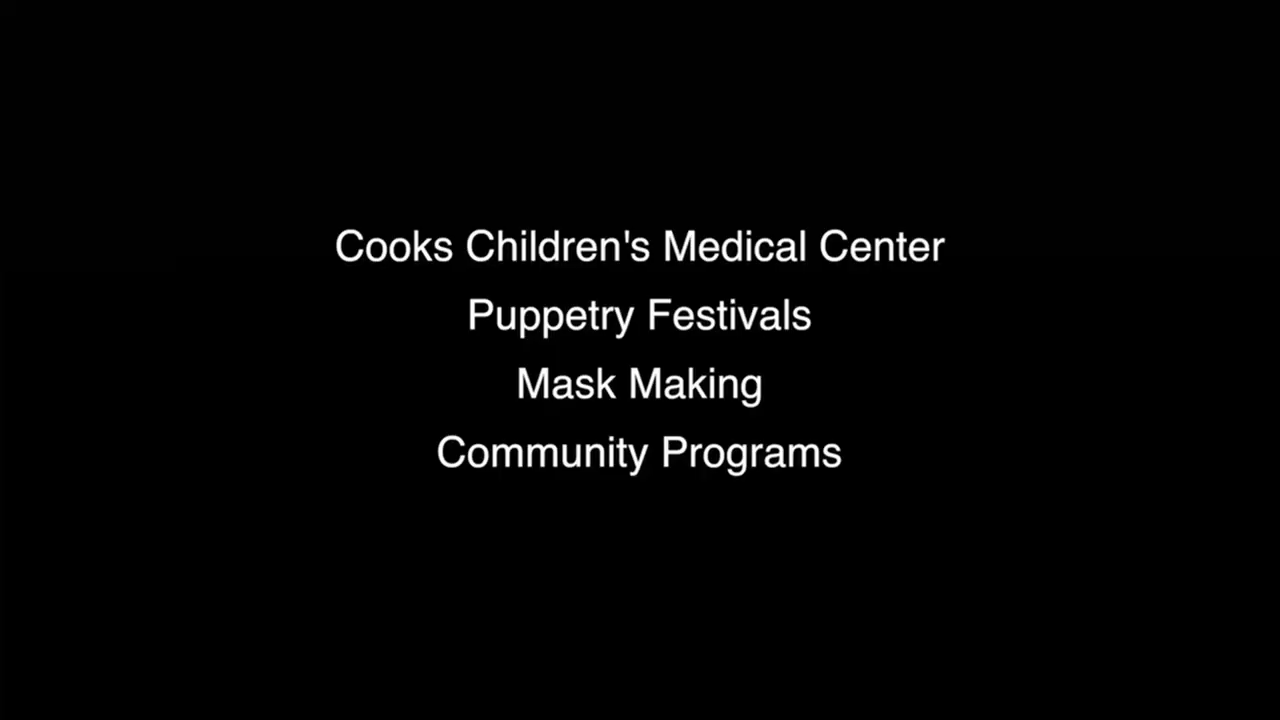 Cooks Children's Medical Center
Puppetry Festivals
Mask Making
Community Programs